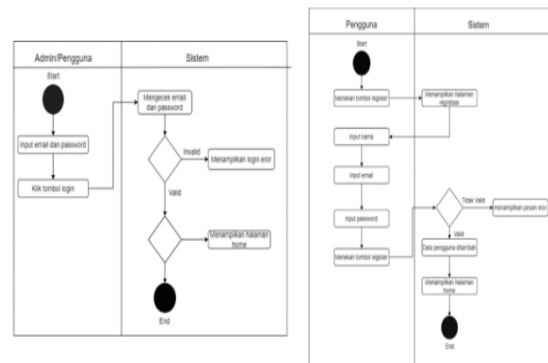 Admin/Pengguna
Sistem
Start
Input email dan password
Klik tombol login
Mengecek email
dan password
Invalid
Menampilkan login eror
Valid
Menampilkan halaman
home
End
Pengguna
Sistem
Start
Menekan tombol register
Menampilkan halaman
registrasi
Input nama
Input email
Input password
Menekan tombol register
Tidak Valid
menampilkan pesan eror
Valid
Data pengguna ditambah
Menampilkan halaman
home
End